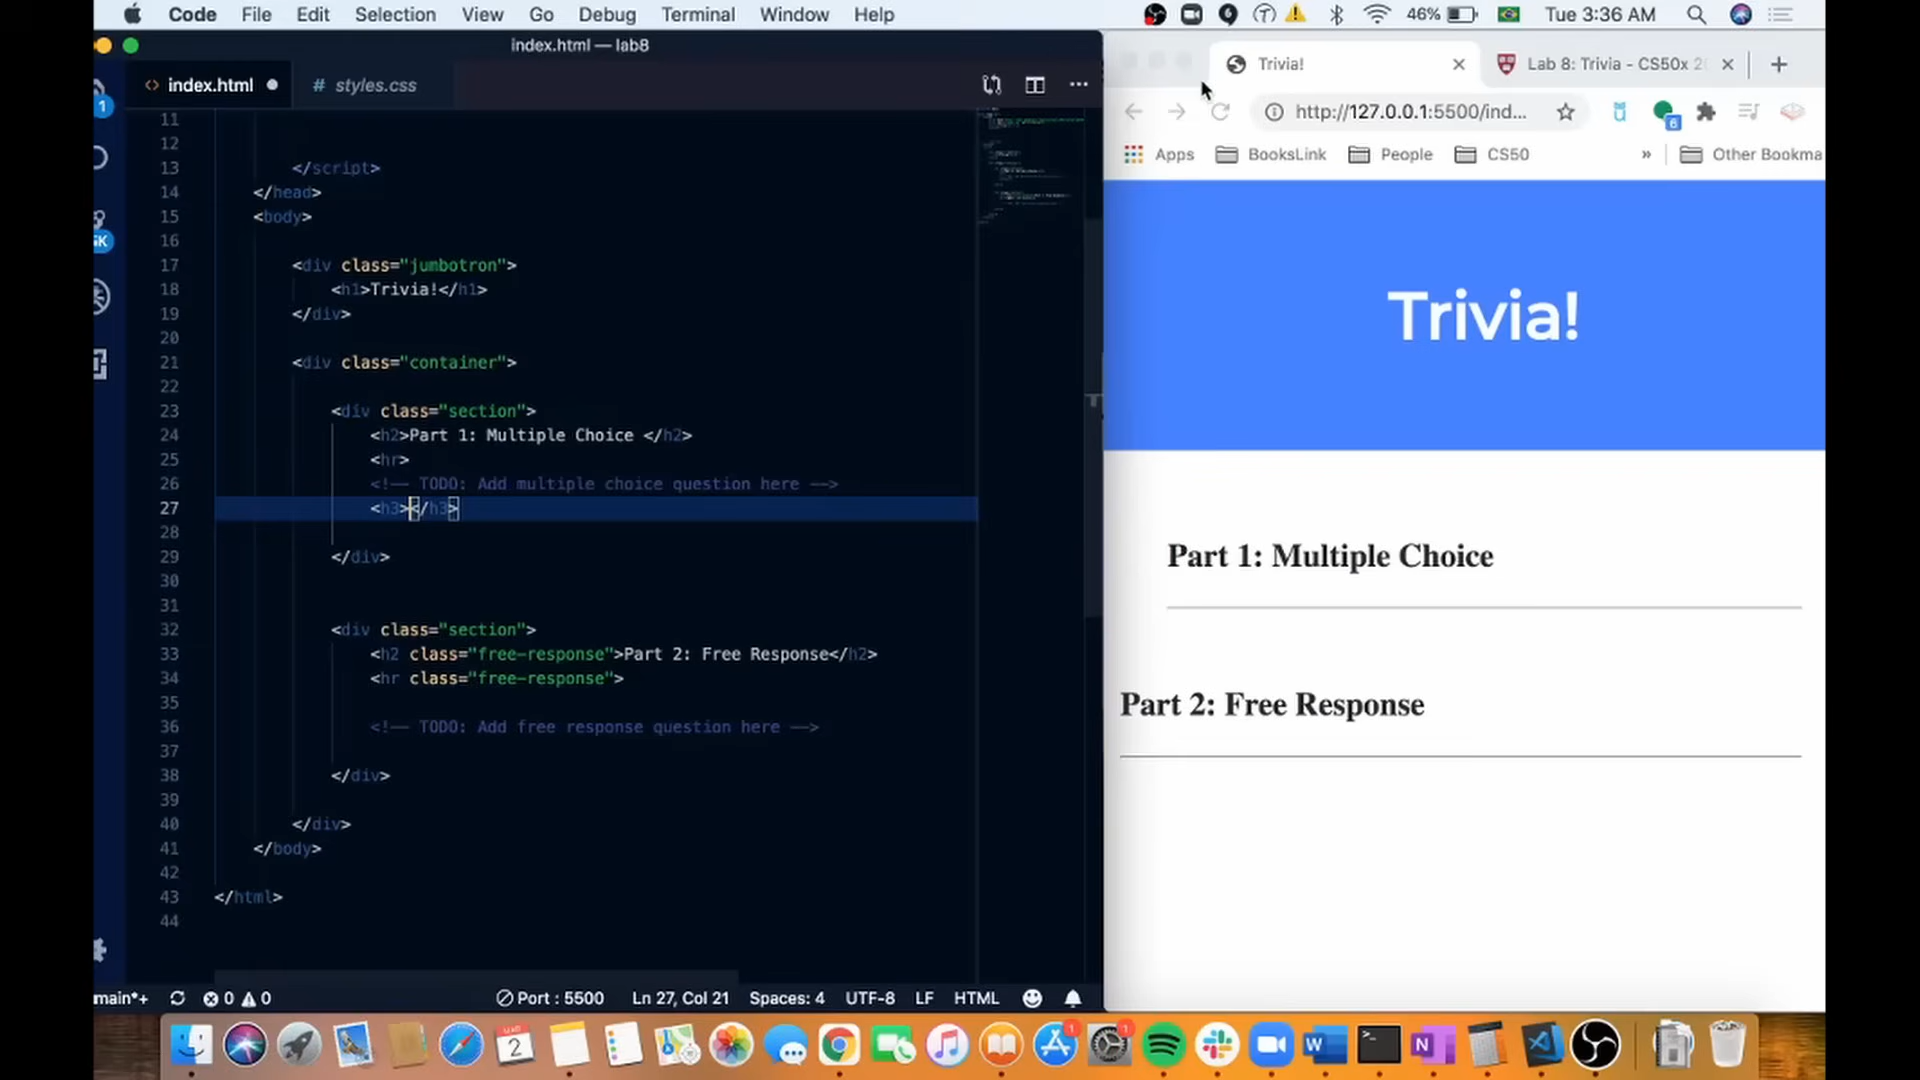 Code File Edit Selection View Go Debug Terminal Window Help
46% Tue 3:36 AM
index.html — lab8
index.html
# styles.css
1
11
12
13 </script>
14 </head>
15 <body>
16
17 <div class="jumbotron">
18 <h1>Trivia!</h1>
19 </div>
20
21 <div class="container">
22
23 <div class="section">
24 <h2>Part 1: Multiple Choice </h2>
25 <hr>
26 <!-- TODO: Add multiple choice question here -->
27 <h3></h3>
28
29 </div>
30
31
32 <div class="section">
33 <h2 class="free-response">Part 2: Free Response</h2>
34 <hr class="free-response">
35
36 <!-- TODO: Add free response question here -->
37
38 </div>
39
40 </div>
41 </body>
42
43 </html>
44
main*+ 0 0 Port : 5500 Ln 27, Col 21 Spaces: 4 UTF-8 LF HTML
Trivia!
Lab 8: Trivia - CS50x 2
http://127.0.0.1:5500/ind...
6
Apps BooksLink People CS50 » Other Bookma
Trivia!
Part 1: Multiple Choice
Part 2: Free Response
2
1
1
W
N